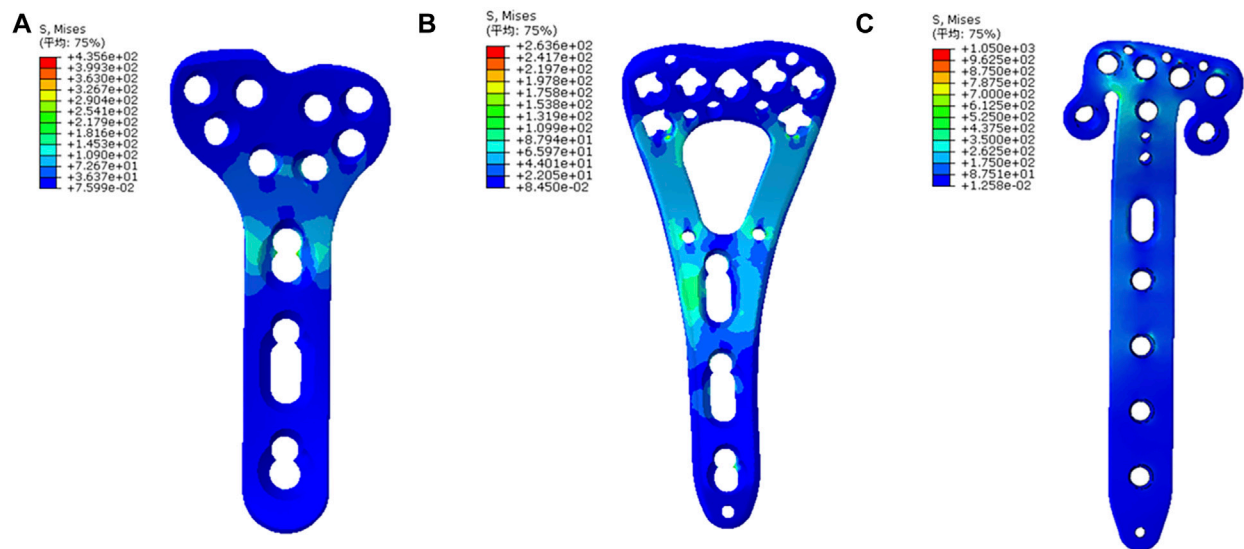 A
S, Mises
(平均: 75%)
+4.356e+02
+3.993e+02
+3.630e+02
+3.267e+02
+2.904e+02
+2.541e+02
+2.179e+02
+1.816e+02
+1.453e+02
+1.090e+02
+7.267e+01
+3.637e+01
+7.599e-02
B
S, Mises
(平均: 75%)
+2.636e+02
+2.417e+02
+2.197e+02
+1.978e+02
+1.758e+02
+1.538e+02
+1.319e+02
+1.099e+02
+8.794e+01
+6.597e+01
+4.401e+01
+2.205e+01
+8.450e-02
C
S, Mises
(平均: 75%)
+1.050e+03
+9.625e+02
+8.750e+02
+7.875e+02
+7.000e+02
+6.125e+02
+5.250e+02
+4.375e+02
+3.500e+02
+2.625e+02
+1.750e+02
+8.751e+01
+1.258e-02